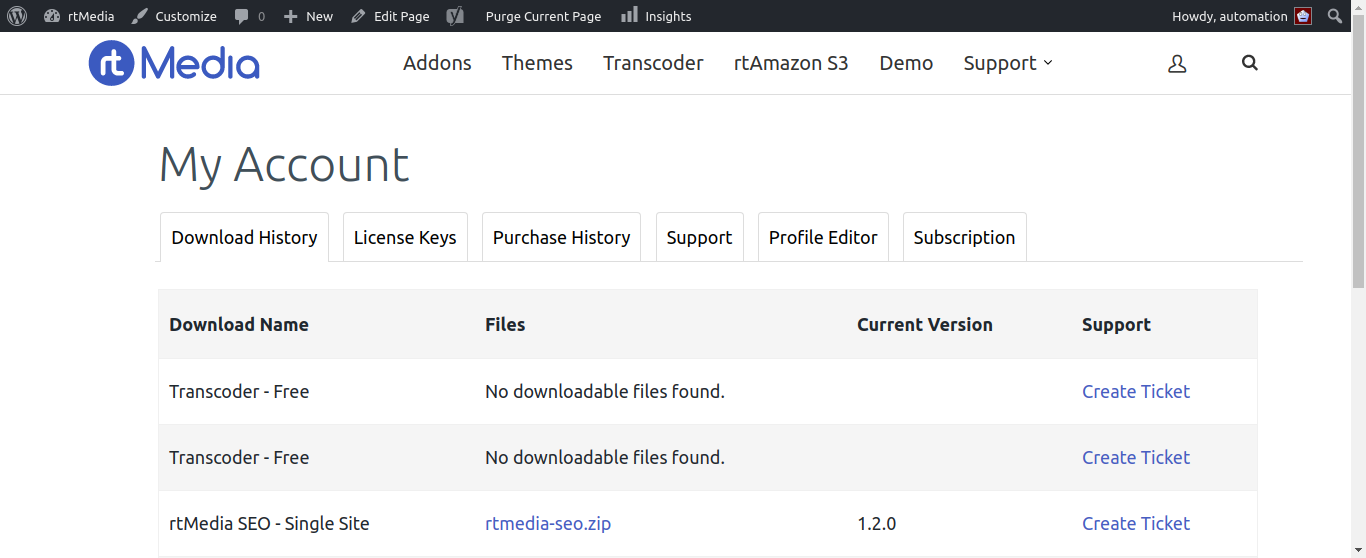 rtMedia Customize 0 New Edit Page Purge Current Page Insights Howdy, automation
rt Media Addons Themes Transcoder rtAmazon S3 Demo Support
My Account
Download History License Keys Purchase History Support Profile Editor Subscription
Download Name Files Current Version Support
Transcoder - Free No downloadable files found. Create Ticket
Transcoder - Free No downloadable files found. Create Ticket
rtMedia SEO - Single Site rtmedia-seo.zip 1.2.0 Create Ticket